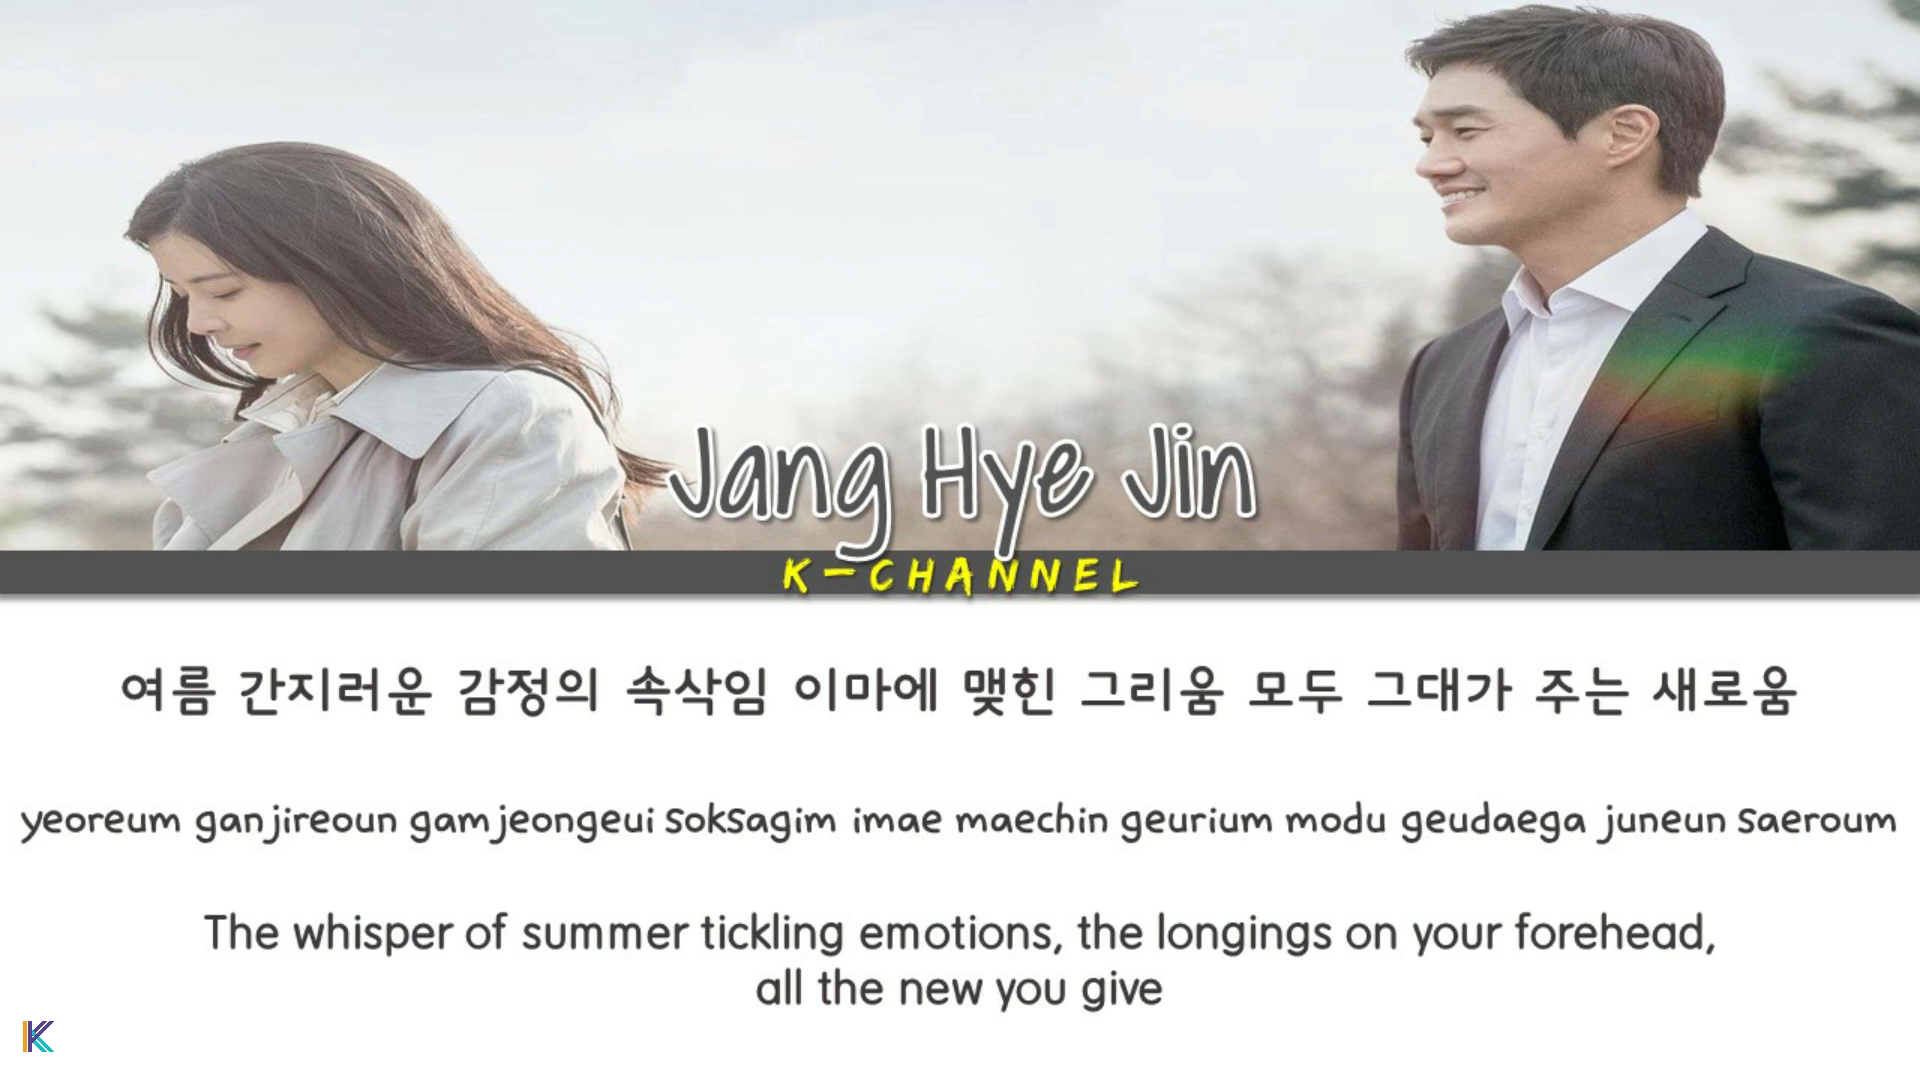 Jang Hye Jin
K-CHANNEL
여름 간지러운 감정의 속삭임 이마에 맺힌 그리움 모두 그대가 주는 새로움
yeoreum ganjireoun gamjeongeui soksagim imae maechin geurium modu geudaega juneun saeroum
The whisper of summer tickling emotions, the longings on your forehead,
all the new you give
K